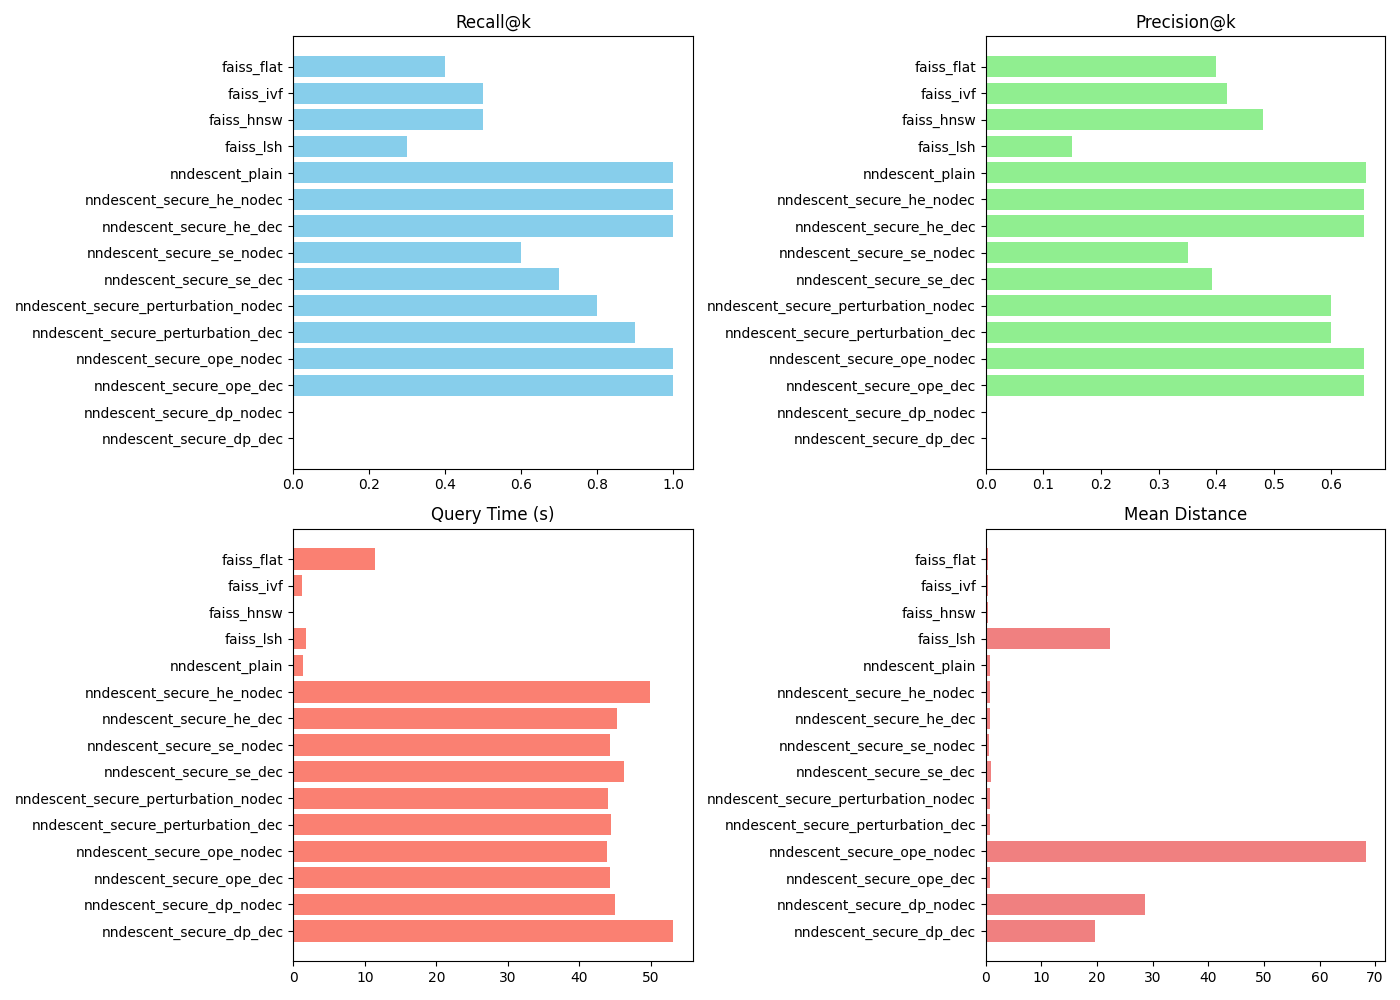 Recall@k
faiss_flat
faiss_ivf
faiss_hnsw
faiss_lsh
nndescent_plain
nndescent_secure_he_nodec
nndescent_secure_he_dec
nndescent_secure_se_nodec
nndescent_secure_se_dec
nndescent_secure_perturbation_nodec
nndescent_secure_perturbation_dec
nndescent_secure_ope_nodec
nndescent_secure_ope_dec
nndescent_secure_dp_nodec
nndescent_secure_dp_dec
0.0 0.2 0.4 0.6 0.8 1.0
Precision@k
faiss_flat
faiss_ivf
faiss_hnsw
faiss_lsh
nndescent_plain
nndescent_secure_he_nodec
nndescent_secure_he_dec
nndescent_secure_se_nodec
nndescent_secure_se_dec
nndescent_secure_perturbation_nodec
nndescent_secure_perturbation_dec
nndescent_secure_ope_nodec
nndescent_secure_ope_dec
nndescent_secure_dp_nodec
nndescent_secure_dp_dec
0.0 0.1 0.2 0.3 0.4 0.5 0.6
Query Time (s)
faiss_flat
faiss_ivf
faiss_hnsw
faiss_lsh
nndescent_plain
nndescent_secure_he_nodec
nndescent_secure_he_dec
nndescent_secure_se_nodec
nndescent_secure_se_dec
nndescent_secure_perturbation_nodec
nndescent_secure_perturbation_dec
nndescent_secure_ope_nodec
nndescent_secure_ope_dec
nndescent_secure_dp_nodec
nndescent_secure_dp_dec
0 10 20 30 40 50
Mean Distance
faiss_flat
faiss_ivf
faiss_hnsw
faiss_lsh
nndescent_plain
nndescent_secure_he_nodec
nndescent_secure_he_dec
nndescent_secure_se_nodec
nndescent_secure_se_dec
nndescent_secure_perturbation_nodec
nndescent_secure_perturbation_dec
nndescent_secure_ope_nodec
nndescent_secure_ope_dec
nndescent_secure_dp_nodec
nndescent_secure_dp_dec
0 10 20 30 40 50 60 70